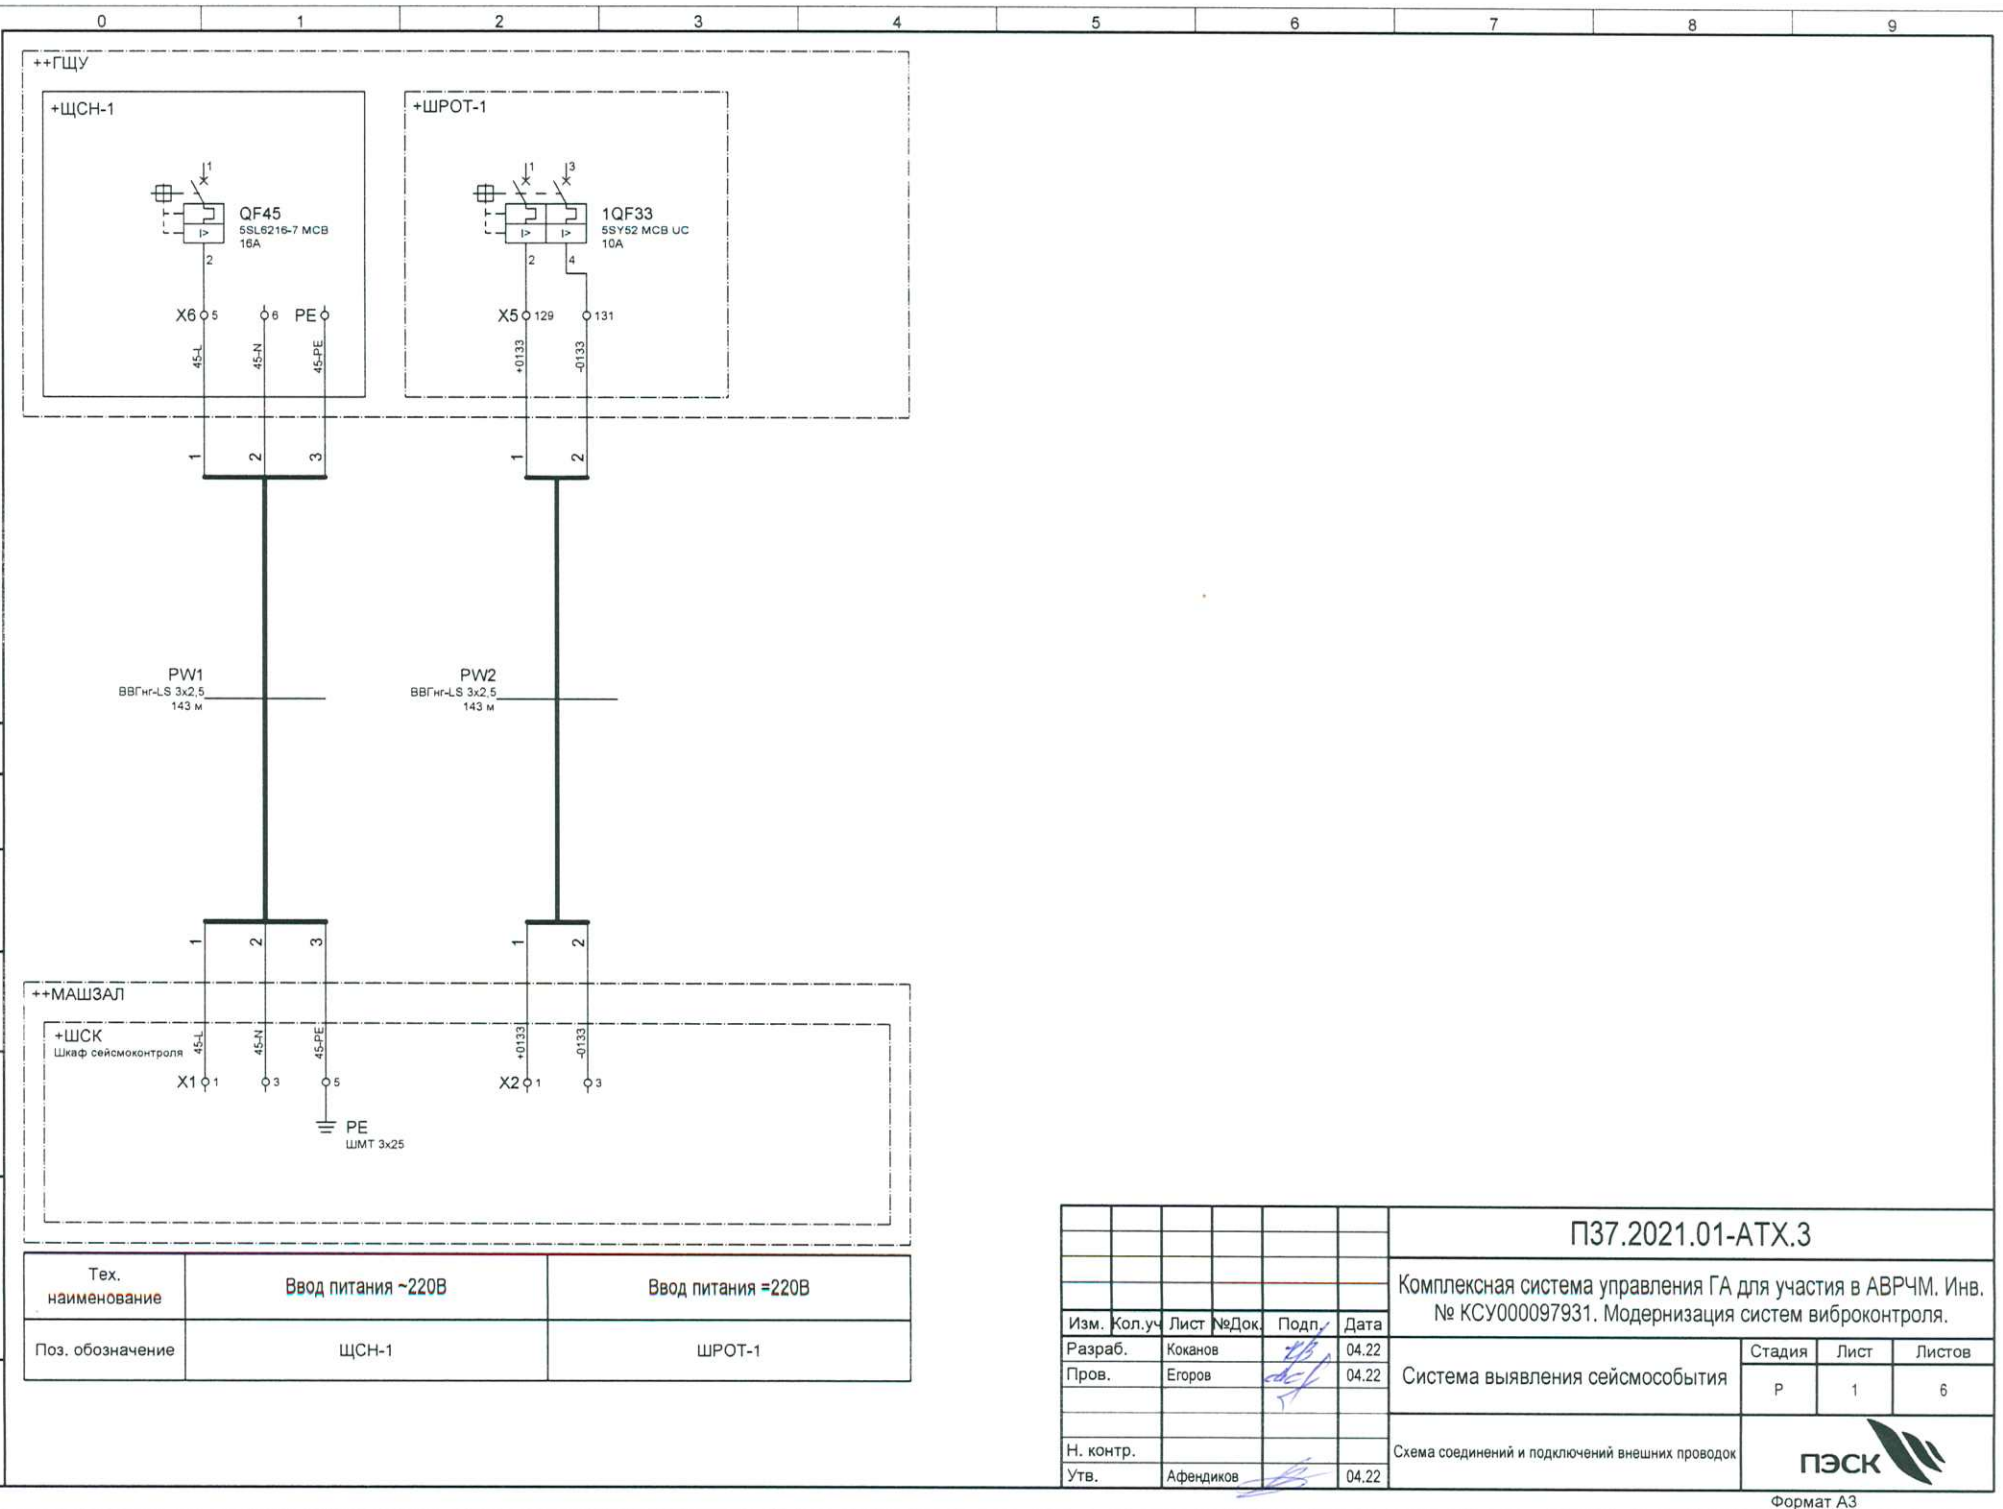 0 1 2 3 4 5 6 7 8 9
++ГЩУ
+ЩСН-1
+ШРОТ-1
1
1 3
QF45
5SL6216-7 MCB
16A
1QF33
5SY52 MCB UC
10A
I>
I> I>
2
2 4
X6 5 6 PE
X5 129 131
45-L 45-N 45-PE
+0133 -0133
1 2 3
1 2
PW1
ВВГнг-LS 3x2,5
143 м
PW2
ВВГнг-LS 3x2,5
143 м
1 2 3
1 2
++МАШЗАЛ
+ШСК
Шкаф сейсмоконтроля
45-L 45-N 45-PE
+0133 -0133
X1 1 3 5
X2 1 3
PE
ШМТ 3x25
Тех.
наименование
Ввод питания ~220В
Ввод питания =220В
Поз. обозначение
ЩСН-1
ШРОТ-1
П37.2021.01-АТХ.3
Комплексная система управления ГА для участия в АВРЧМ. Инв.
№ КСУ000097931. Модернизация систем виброконтроля.
Изм. Кол.уч Лист №Док. Подп. Дата
Разраб. Коканов 04.22
Пров. Егоров 04.22
Н. контр.
Утв. Афендиков 04.22
Система выявления сейсмособытия
Стадия Лист Листов
Р 1 6
Схема соединений и подключений внешних проводок
ПЭСК
Формат А3